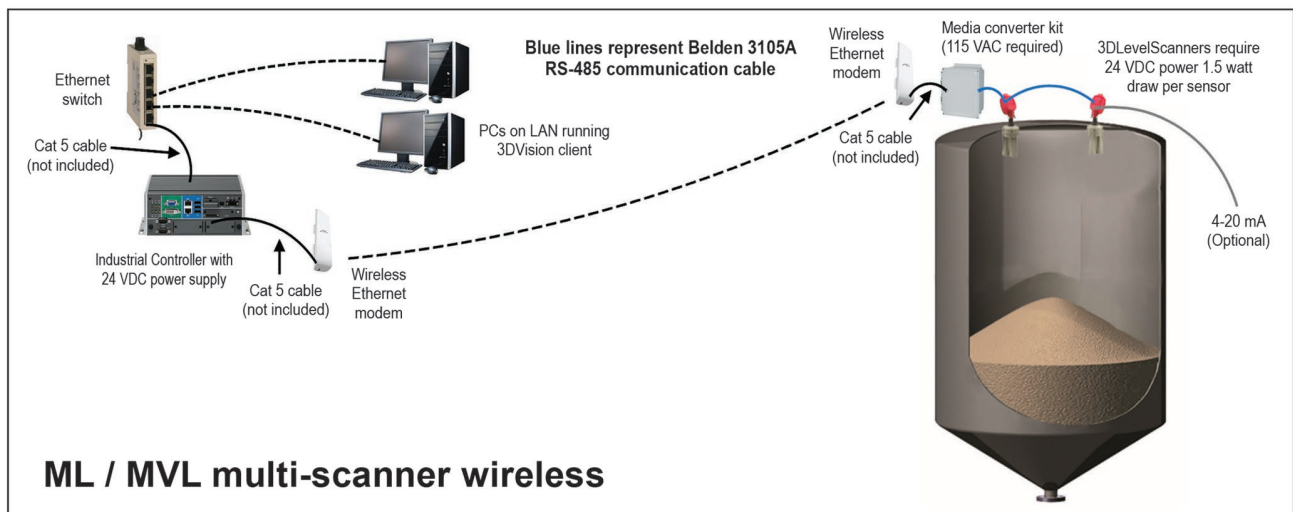 Ethernet
switch
Cat 5 cable
(not included)
Industrial Controller with
24 VDC power supply
Cat 5 cable
(not included)
Wireless
Ethernet
modem
PCs on LAN running
3DVision client
Blue lines represent Belden 3105A
RS-485 communication cable
Wireless
Ethernet
modem
Media converter kit
(115 VAC required)
3DLevelScanners require
24 VDC power 1.5 watt
draw per sensor
Cat 5 cable
(not included)
4-20 mA
(Optional)
ML / MVL multi-scanner wireless